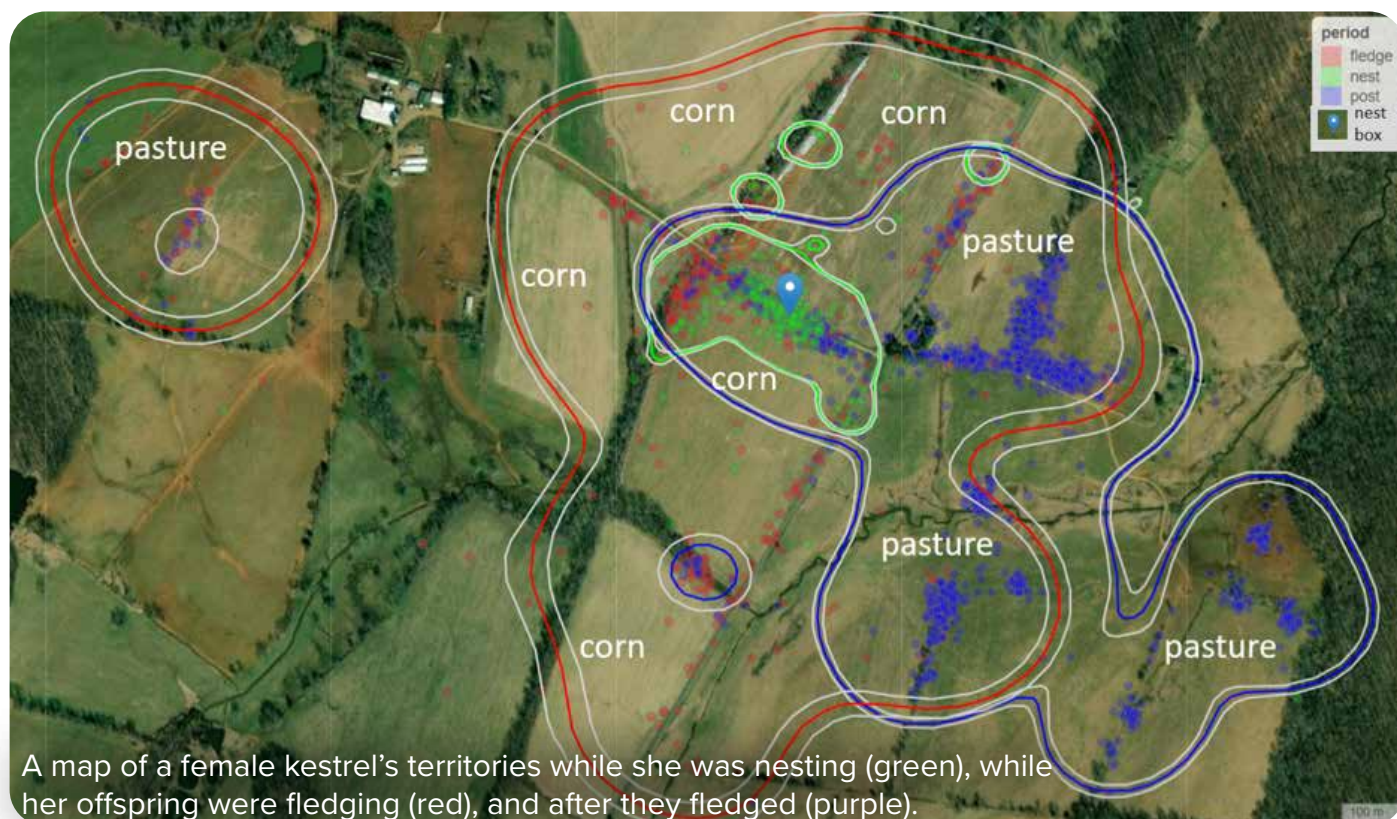 period
fledge
nest
post
nest
box
corn
corn
pasture
pasture
corn
corn
pasture
corn
pasture
A map of a female kestrel's territories while she was nesting (green), while
her offspring were fledging (red), and after they fledged (purple).
100 m